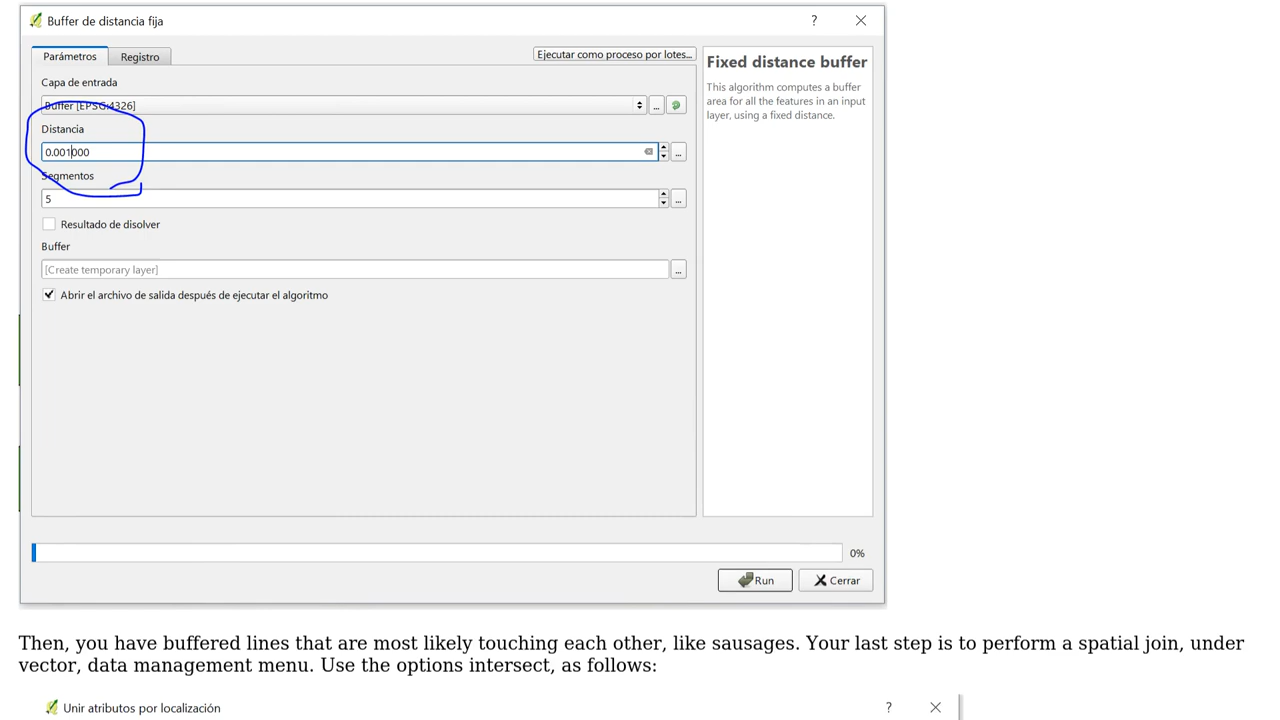 Buffer de distancia fija
?
Parámetros
Registro
Ejecutar como proceso por lotes...
Capa de entrada
Buffer [EPSG:4326]
...
Distancia
0.001000
...
Segmentos
5
...
Resultado de disolver
Buffer
[Create temporary layer]
...
Abrir el archivo de salida después de ejecutar el algoritmo
Fixed distance buffer
This algorithm computes a buffer
area for all the features in an input
layer, using a fixed distance.
0%
Run
Cerrar
Then, you have buffered lines that are most likely touching each other, like sausages. Your last step is to perform a spatial join, under
vector, data management menu. Use the options intersect, as follows:
Unir atributos por localización
?